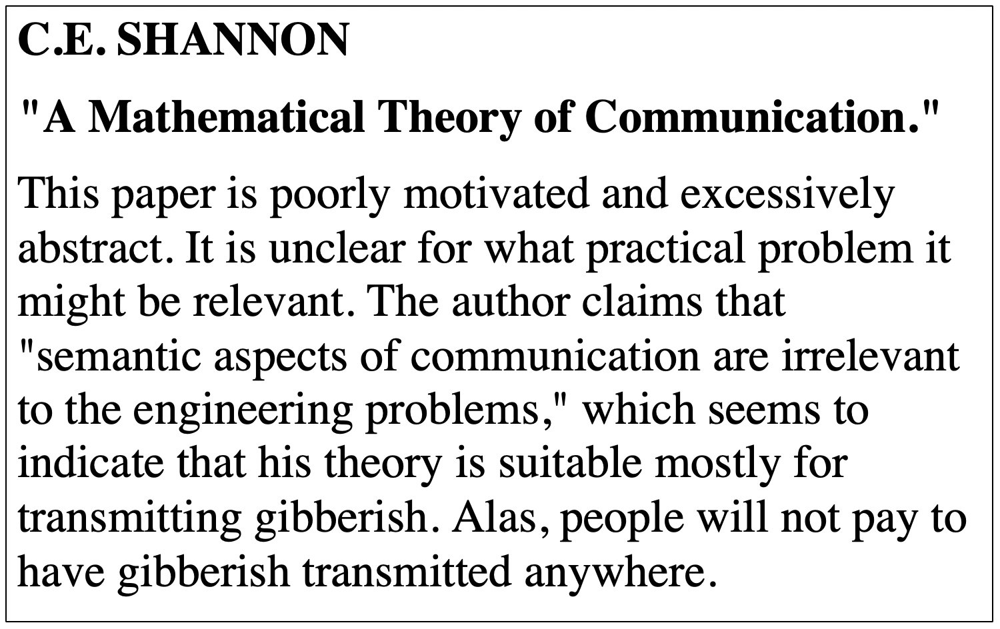 C.E. SHANNON
"A Mathematical Theory of Communication."
This paper is poorly motivated and excessively
abstract. It is unclear for what practical problem it
might be relevant. The author claims that
"semantic aspects of communication are irrelevant
to the engineering problems," which seems to
indicate that his theory is suitable mostly for
transmitting gibberish. Alas, people will not pay to
have gibberish transmitted anywhere.